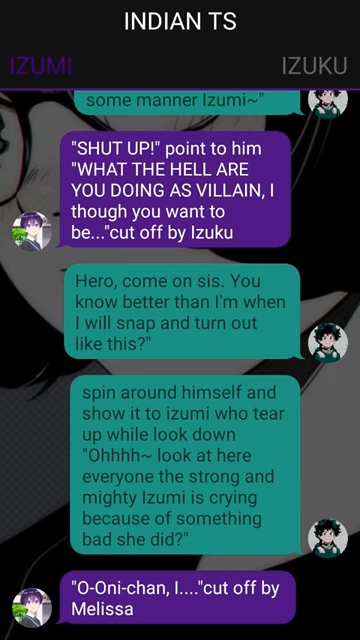 INDIAN TS
IZUMI
IZUKU
some manner Izumi~"
"SHUT UP!" point to him
"WHAT THE HELL ARE
YOU DOING AS VILLAIN, I
though you want to
be..."cut off by Izuku
Hero, come on sis. You
know better than I'm when
I will snap and turn out
like this?"
spin around himself and
show it to izumi who tear
up while look down
"Ohhhh~ look at here
everyone the strong and
mighty Izumi is crying
because of something
bad she did?"
"O-Oni-chan, I...."cut off by
Melissa